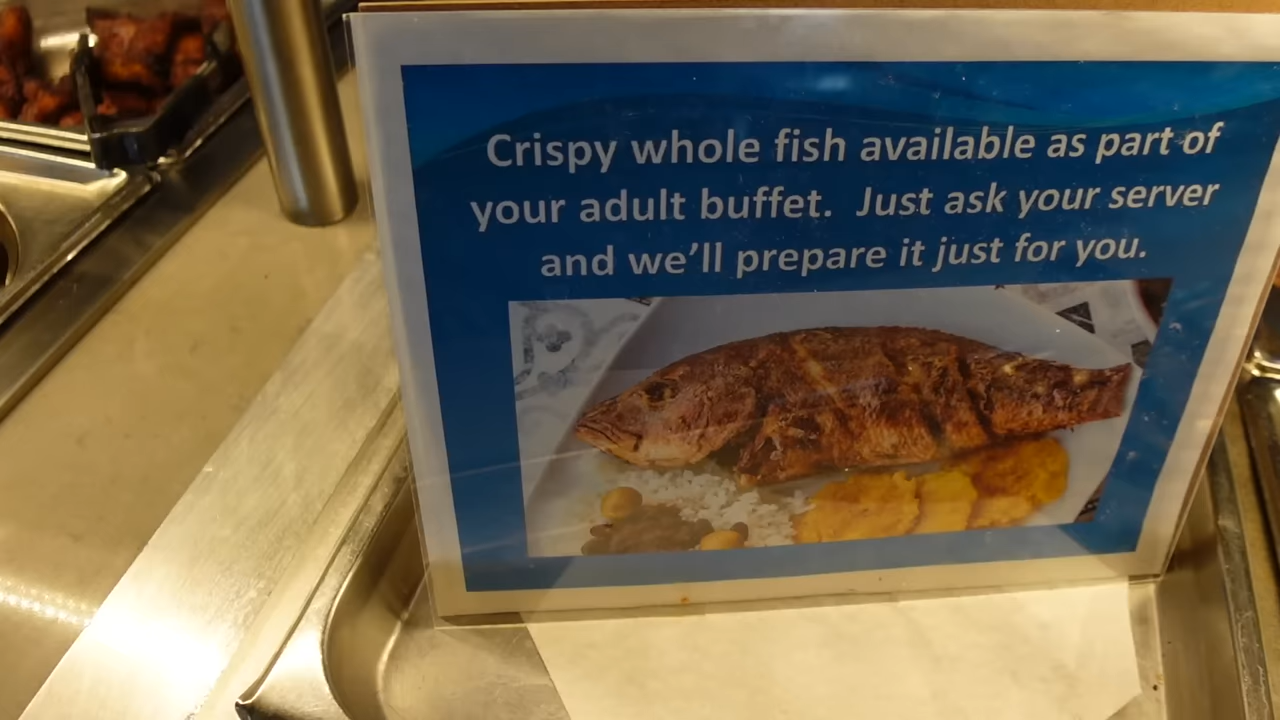 Crispy whole fish available as part of
your adult buffet.  Just ask your server
and we'll prepare it just for you.